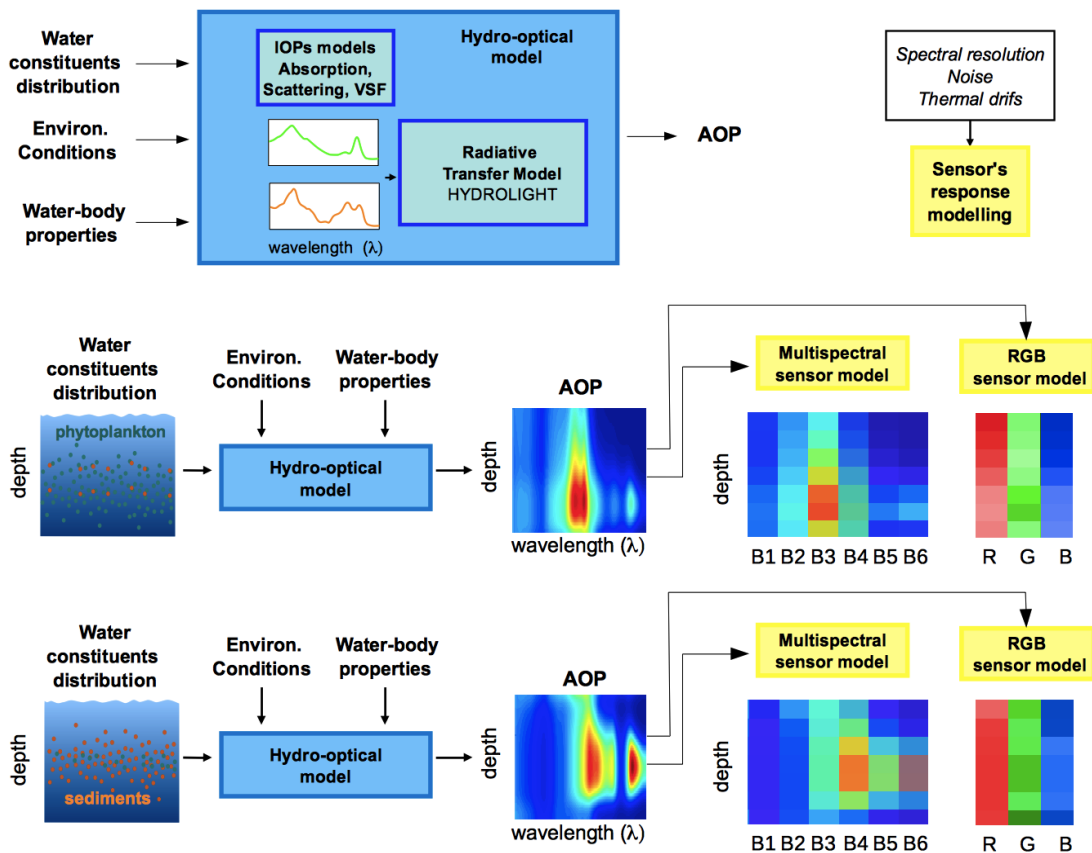 Water
constituents
distribution
Environ.
Conditions
Water-body
properties
IOPs models
Absorption,
Scattering, VSF
Hydro-optical
model
wavelength (λ)
Radiative
Transfer Model
HYDROLIGHT
AOP
Spectral resolution
Noise
Thermal drifs
Sensor's
response
modelling
Water
constituents
distribution
phytoplankton
depth
Environ.
Conditions
Water-body
properties
Hydro-optical
model
AOP
depth
wavelength (λ)
Multispectral
sensor model
depth
B1 B2 B3 B4 B5 B6
RGB
sensor model
R G B
Water
constituents
distribution
depth
sediments
Environ.
Conditions
Water-body
properties
Hydro-optical
model
AOP
depth
wavelength (λ)
Multispectral
sensor model
depth
B1 B2 B3 B4 B5 B6
RGB
sensor model
R G B